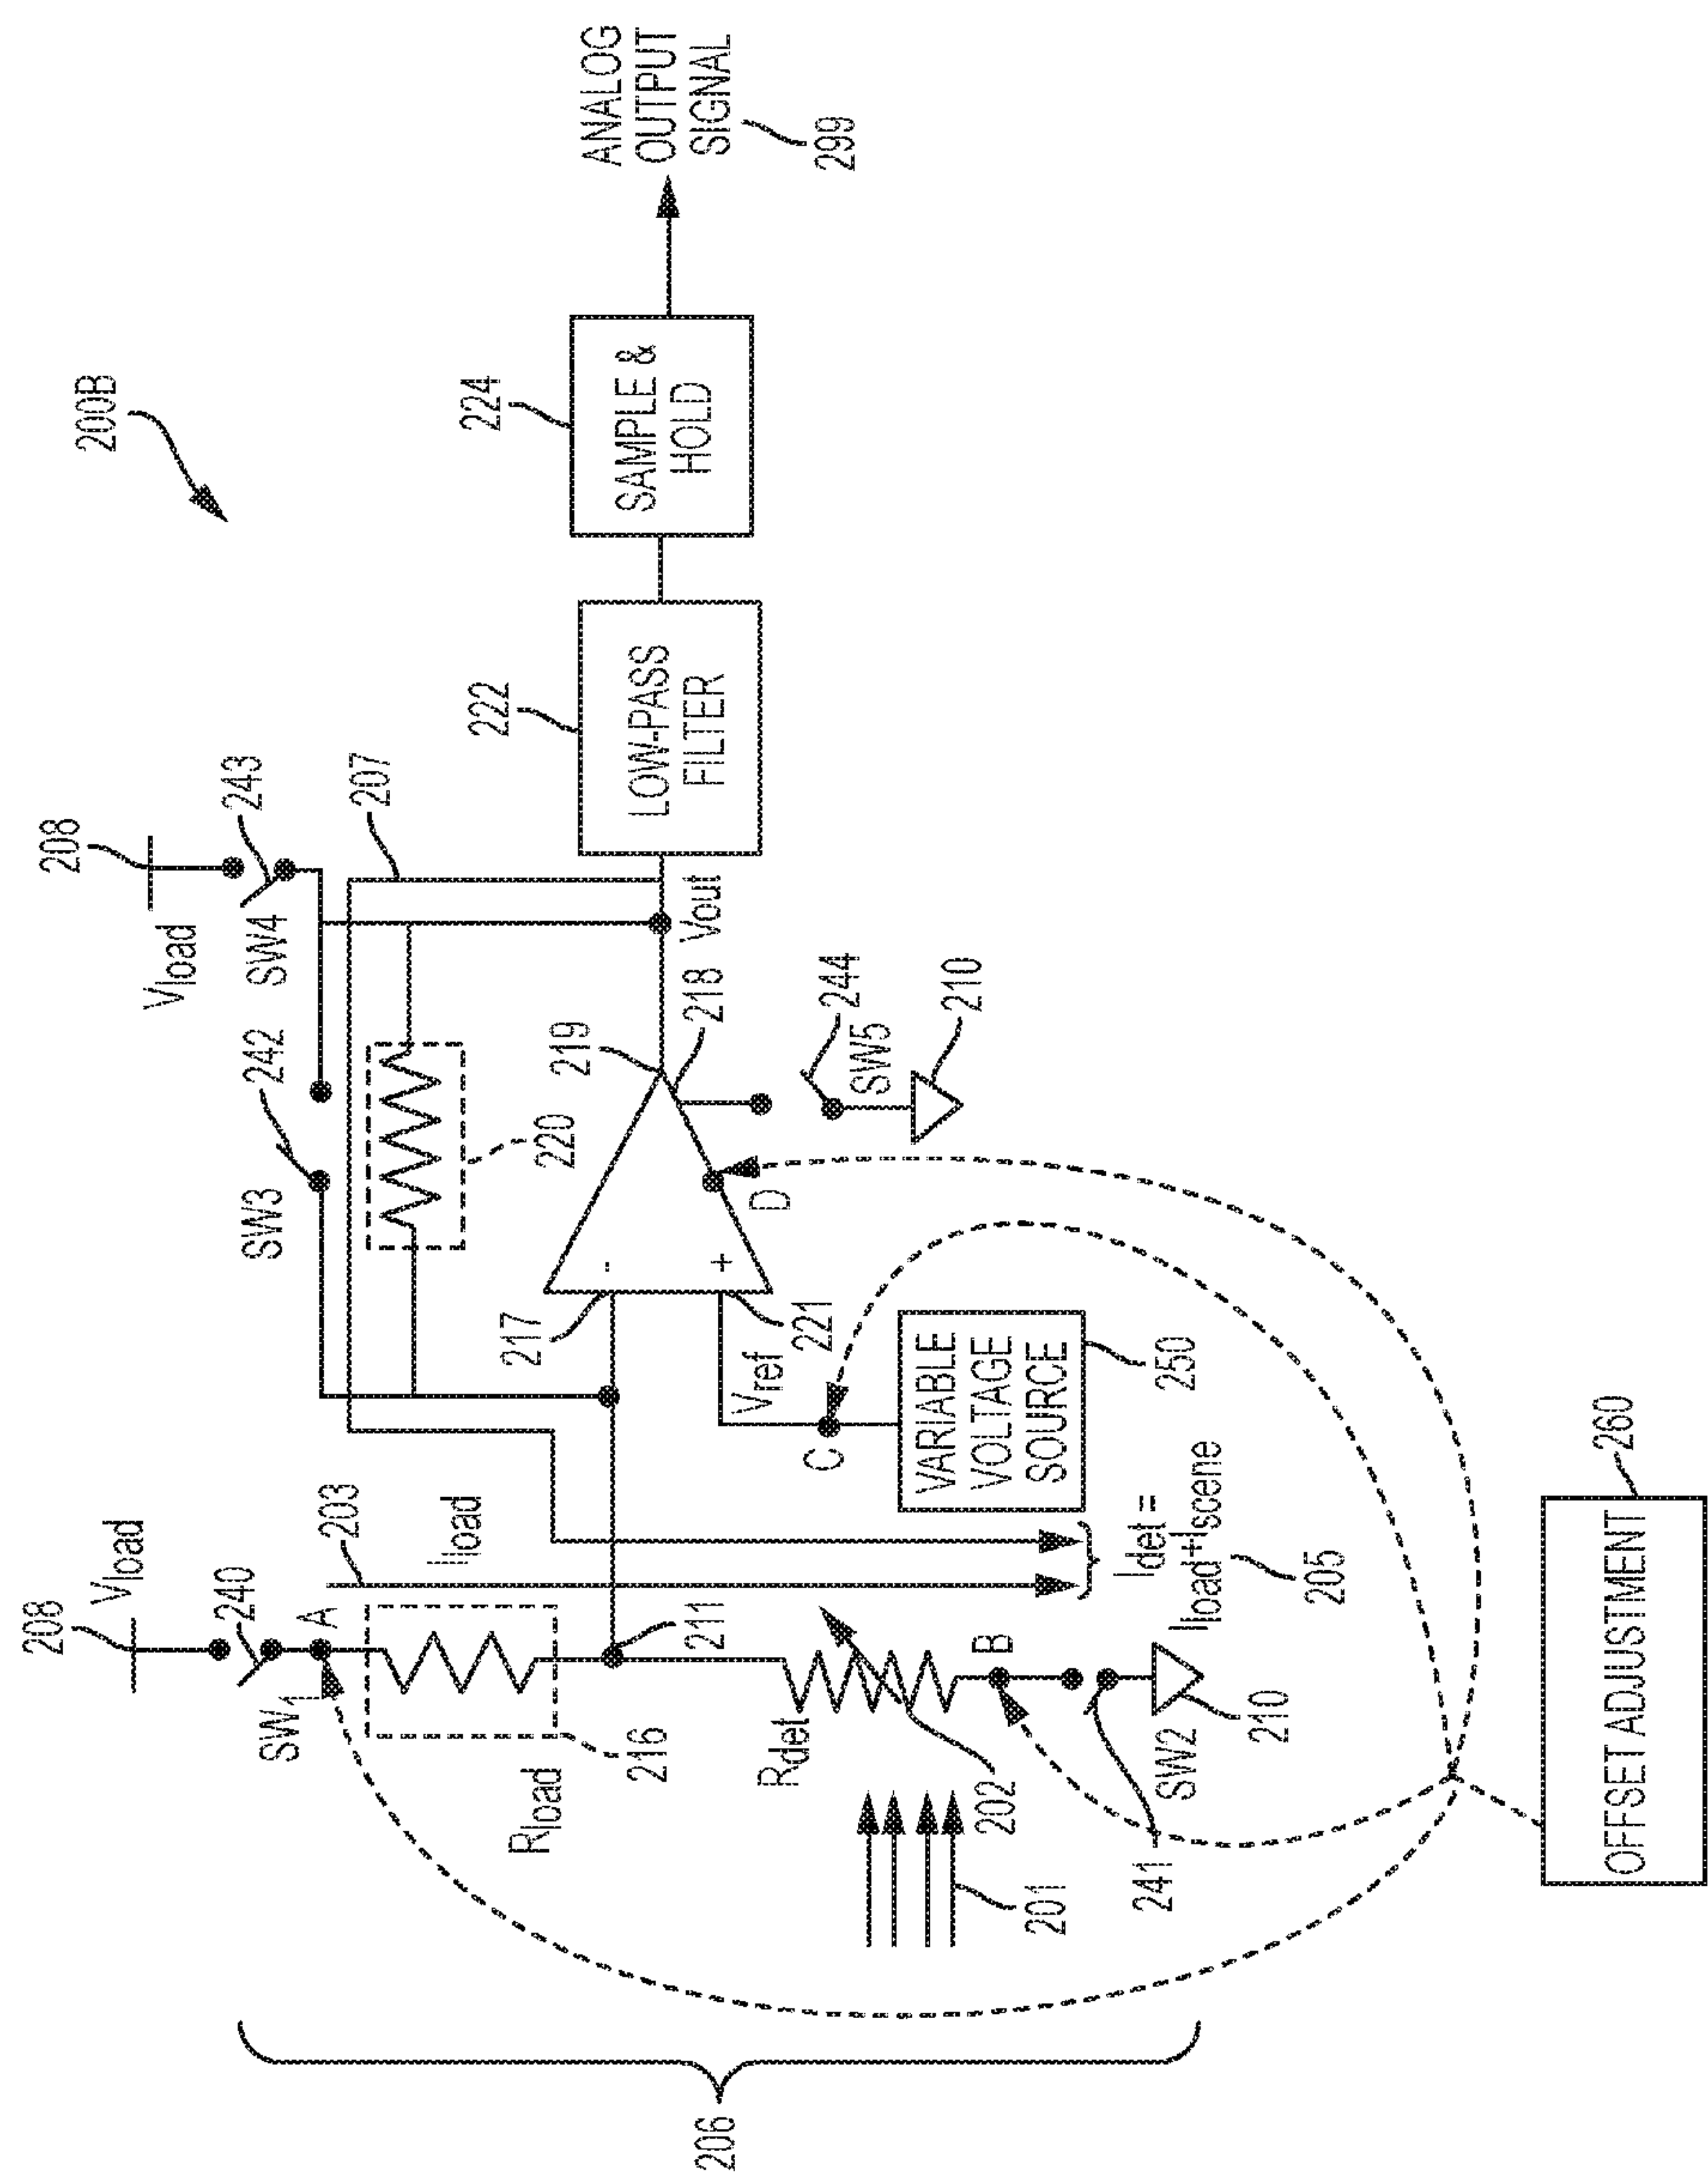 200B
208
Vload
208
Vload
SW1
240
A
203
Iload
SW3
242
SW4
243
207
Rload
216
211
220
217
-
+
221
219
218
Vout
D
SW5
244
210
222
LOW-PASS
FILTER
224
SAMPLE &
HOLD
ANALOG
OUTPUT
SIGNAL
299
Vref
C
VARIABLE
VOLTAGE
SOURCE
250
Rdet
202
201
B
SW2
241
210
Idet =
Iload+Iscene
205
206
OFFSET ADJUSTMENT
260